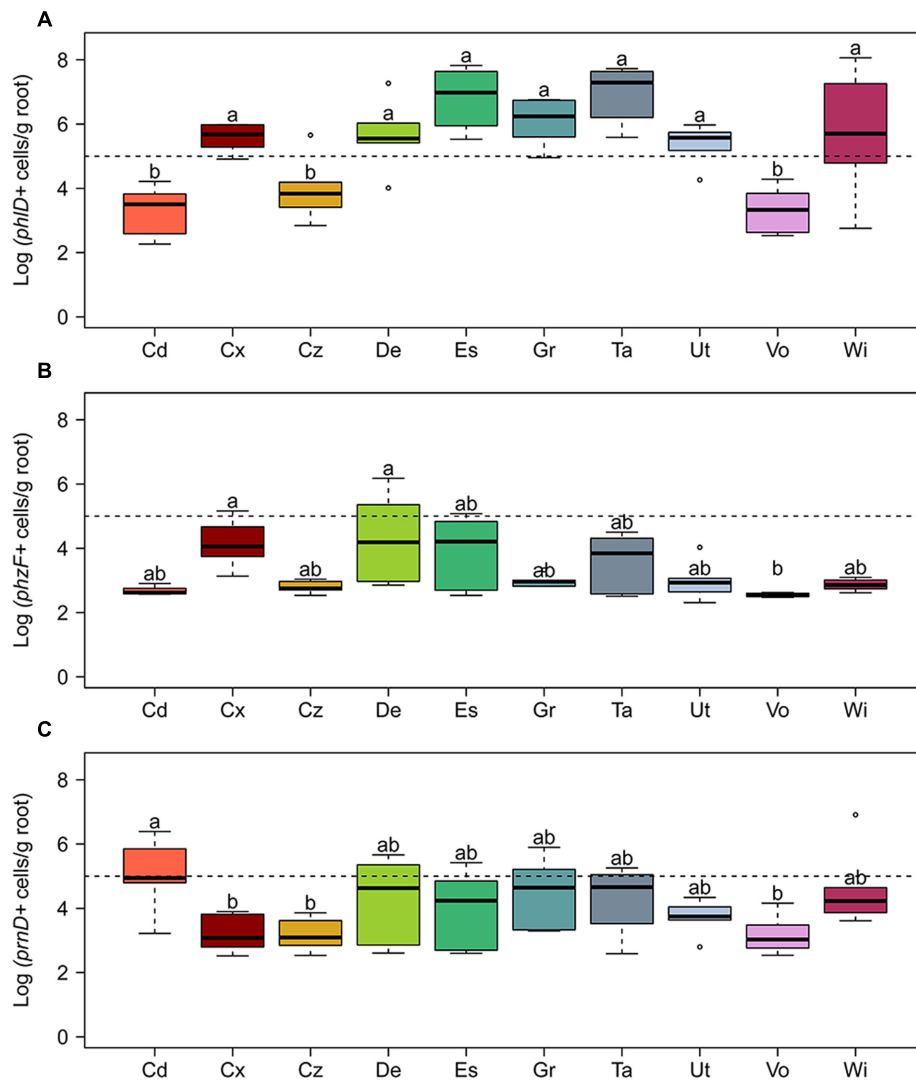 A
Log (phlD+ cells/g root)
8
6
4
2
0
b
a
b
a
a
a
a
a
b
a
Cd Cx Cz De Es Gr Ta Ut Vo Wi
B
Log (phzF+ cells/g root)
8
6
4
2
0
ab
a
ab
a
ab
ab
ab
ab
b
ab
Cd Cx Cz De Es Gr Ta Ut Vo Wi
C
Log (prnD+ cells/g root)
8
6
4
2
0
a
b
b
ab
ab
ab
ab
ab
b
ab
Cd Cx Cz De Es Gr Ta Ut Vo Wi